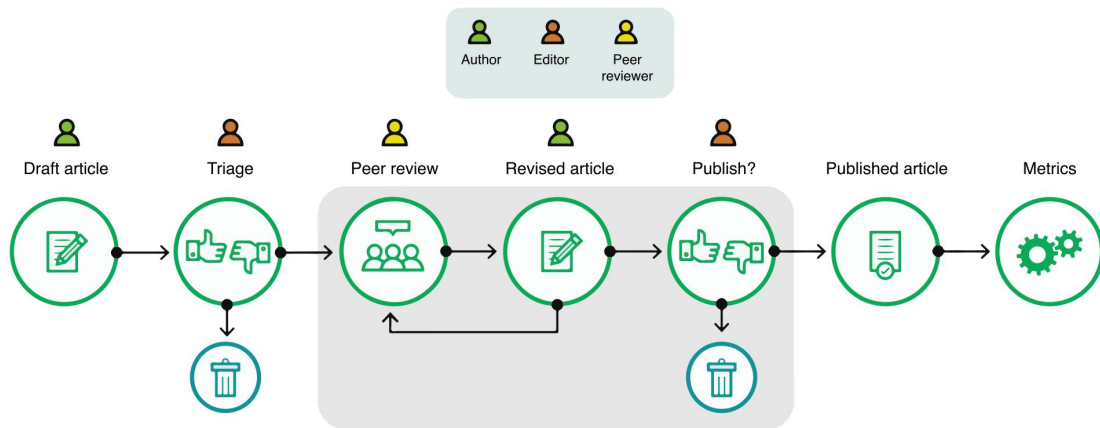 Author
Editor
Peer
reviewer
Draft article
Triage
Peer review
Revised article
Publish?
Published article
Metrics